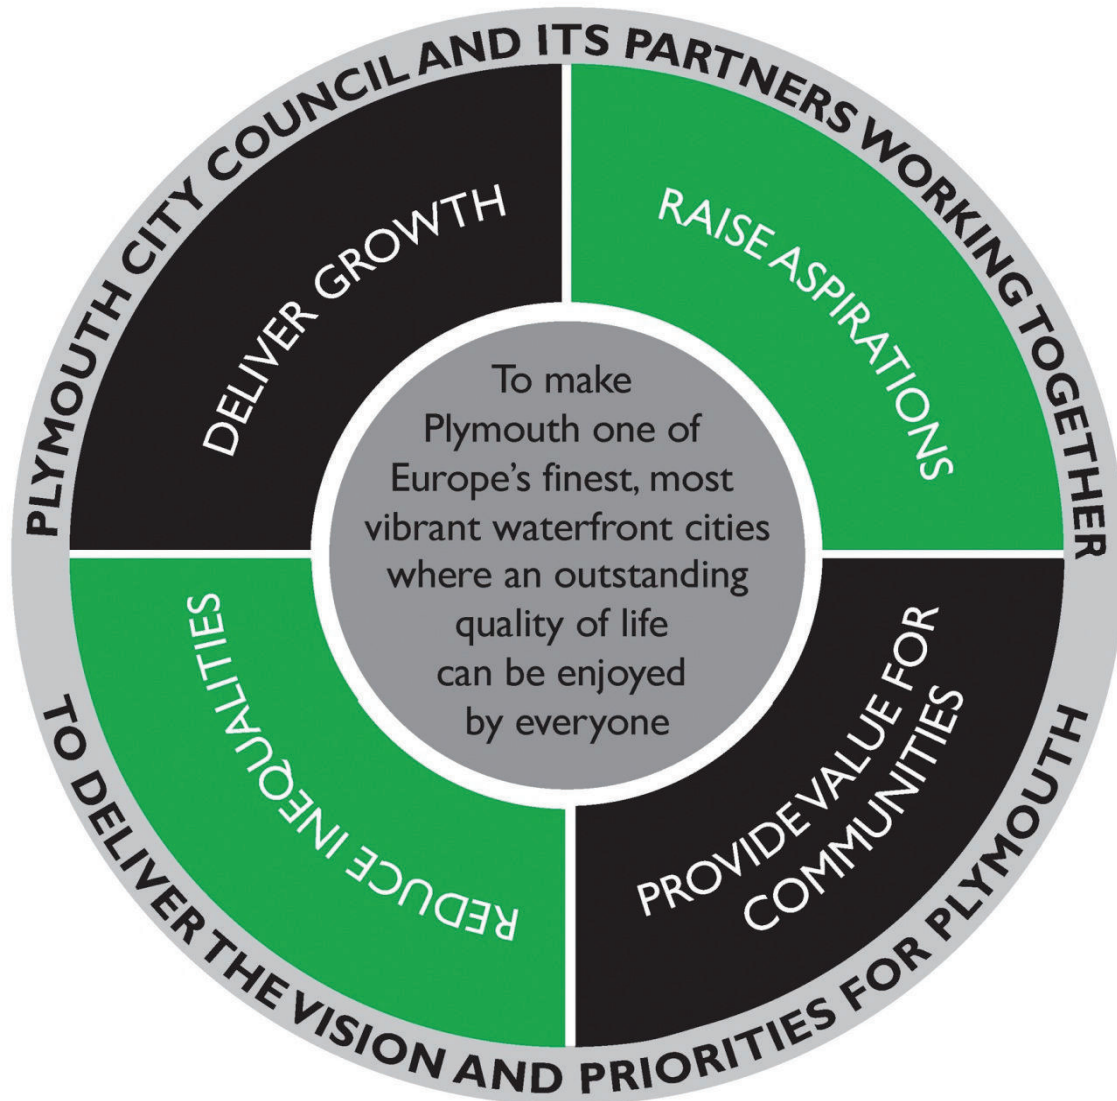 PLYMOUTH CITY COUNCIL AND ITS PARTNERS WORKING TOGETHER
TO DELIVER THE VISION AND PRIORITIES FOR PLYMOUTH
DELIVER GROWTH
RAISE ASPIRATIONS
REDUCE INEQUALITIES
PROVIDE VALUE FOR
COMMUNITIES
To make
Plymouth one of
Europe's finest, most
vibrant waterfront cities
where an outstanding
quality of life
can be enjoyed
by everyone